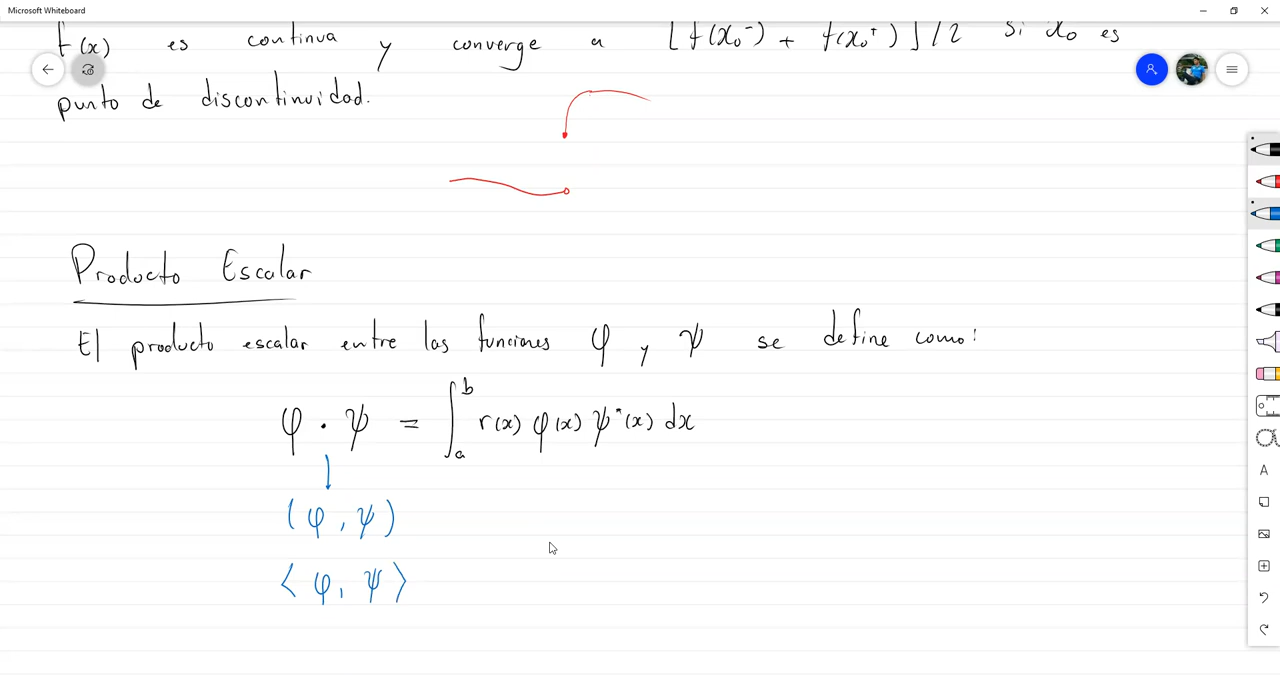 Microsoft Whiteboard
f(x) es continua y converge a [f(x₀⁻) + f(x₀⁺)]/2 si x₀ es
punto de discontinuidad.
Producto Escalar
El producto escalar entre las funciones φ y ψ se define como:
φ · ψ = ∫ₐᵇ r(x) φ(x) ψ*(x) dx
(φ, ψ)
⟨φ, ψ⟩
A